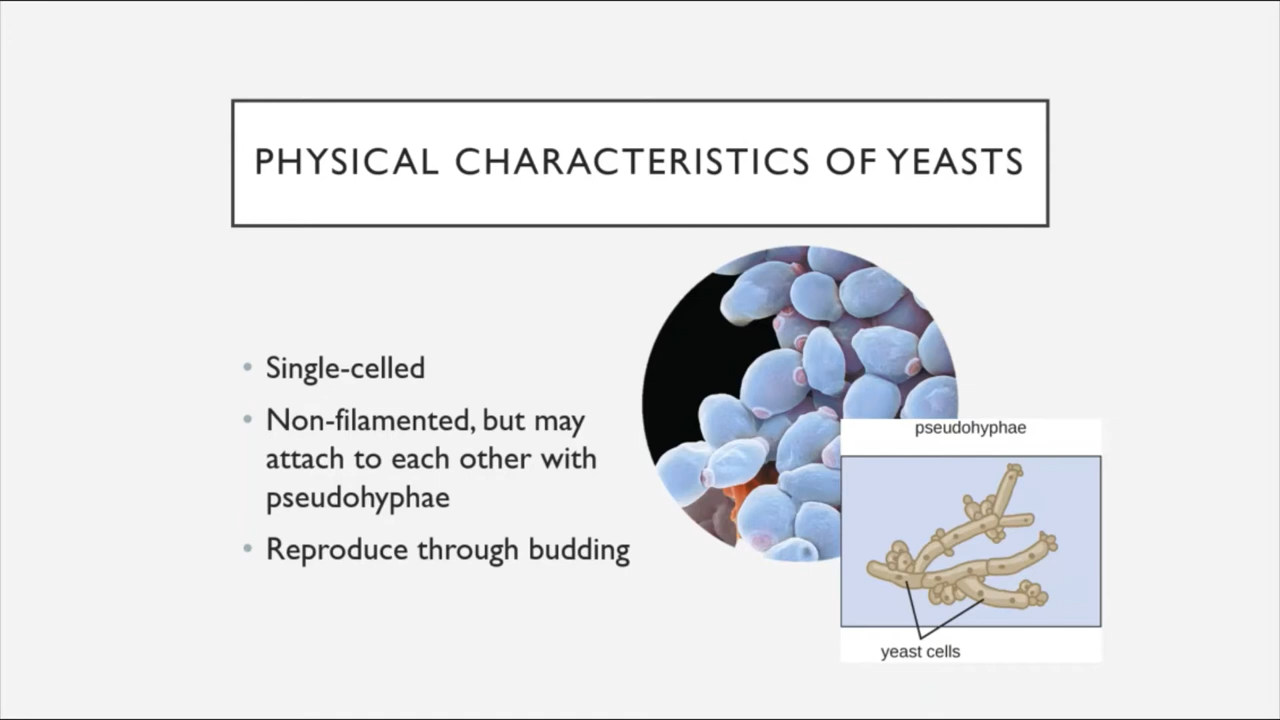 PHYSICAL CHARACTERISTICS OF YEASTS
• Single-celled
• Non-filamented, but may
attach to each other with
pseudohyphae
• Reproduce through budding
pseudohyphae
yeast cells